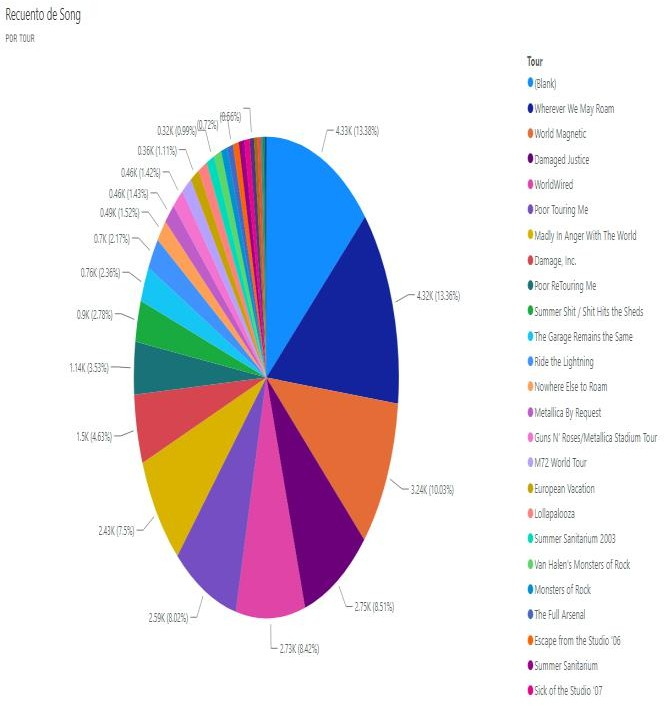 Recuento de Song
POR TOUR
Tour
(Blank)
Wherever We May Roam
World Magnetic
Damaged Justice
WorldWired
Poor Touring Me
Madly In Anger With The World
Damage, Inc.
Poor ReTouring Me
Summer Shit / Shit Hits the Sheds
The Garage Remains the Same
Ride the Lightning
Nowhere Else to Roam
Metallica By Request
Guns N' Roses/Metallica Stadium Tour
M72 World Tour
European Vacation
Lollapalooza
Summer Sanitarium 2003
Van Halen's Monsters of Rock
Monsters of Rock
The Full Arsenal
Escape from the Studio '06
Summer Sanitarium
Sick of the Studio '07
4.33K (13.38%)
4.32K (13.36%)
3.24K (10.03%)
2.75K (8.51%)
2.73K (8.42%)
2.59K (8.02%)
2.43K (7.5%)
1.5K (4.63%)
1.14K (3.53%)
0.9K (2.78%)
0.76K (2.36%)
0.7K (2.17%)
0.49K (1.52%)
0.46K (1.43%)
0.46K (1.42%)
0.36K (1.11%)
0.32K (0.99%)
(0.72%)
(0.56%)